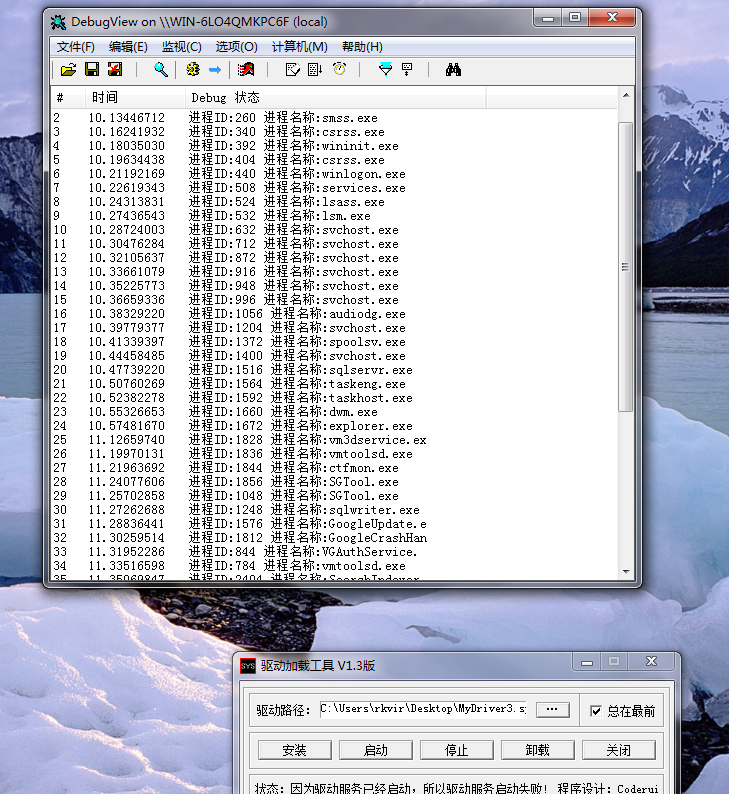 DebugView on \\WIN-6LO4QMKPC6F (local)
文件(F) 编辑(E) 监视(C) 选项(O) 计算机(M) 帮助(H)
# 时间 Debug 状态
2 10.13446712 进程ID:260 进程名称:smss.exe
3 10.16241932 进程ID:340 进程名称:csrss.exe
4 10.18035030 进程ID:392 进程名称:wininit.exe
5 10.19634438 进程ID:404 进程名称:csrss.exe
6 10.21192169 进程ID:440 进程名称:winlogon.exe
7 10.22619343 进程ID:508 进程名称:services.exe
8 10.24313831 进程ID:524 进程名称:lsass.exe
9 10.27436543 进程ID:532 进程名称:lsm.exe
10 10.28724003 进程ID:632 进程名称:svchost.exe
11 10.30476284 进程ID:712 进程名称:svchost.exe
12 10.32105637 进程ID:872 进程名称:svchost.exe
13 10.33661079 进程ID:916 进程名称:svchost.exe
14 10.35225773 进程ID:948 进程名称:svchost.exe
15 10.36659336 进程ID:996 进程名称:svchost.exe
16 10.38329220 进程ID:1056 进程名称:audiodg.exe
17 10.39779377 进程ID:1204 进程名称:svchost.exe
18 10.41339397 进程ID:1372 进程名称:spoolsv.exe
19 10.44458485 进程ID:1400 进程名称:svchost.exe
20 10.47739220 进程ID:1516 进程名称:sqlservr.exe
21 10.50760269 进程ID:1564 进程名称:taskeng.exe
22 10.52382278 进程ID:1592 进程名称:taskhost.exe
23 10.55326653 进程ID:1660 进程名称:dwm.exe
24 10.57481670 进程ID:1672 进程名称:explorer.exe
25 11.12659740 进程ID:1828 进程名称:vm3dservice.ex
26 11.19970131 进程ID:1836 进程名称:vmtoolsd.exe
27 11.21963692 进程ID:1844 进程名称:ctfmon.exe
28 11.24077606 进程ID:1856 进程名称:SGTool.exe
29 11.25702858 进程ID:1048 进程名称:SGTool.exe
30 11.27262688 进程ID:1248 进程名称:sqlwriter.exe
31 11.28836441 进程ID:1576 进程名称:GoogleUpdate.e
32 11.30259514 进程ID:1812 进程名称:GoogleCrashHan
33 11.31952286 进程ID:844 进程名称:VGAuthService.
34 11.33516598 进程ID:784 进程名称:vmtoolsd.exe
35 11.35069847 进程ID:2404 进程名称:SearchIndexer
SYS 驱动加载工具 V1.3版
驱动路径: C:\Users\rkvir\Desktop\MyDriver3.sy ... 总在最前
安装 启动 停止 卸载 关闭
状态: 因为驱动服务已经启动，所以驱动服务启动失败! 程序设计: Coderui